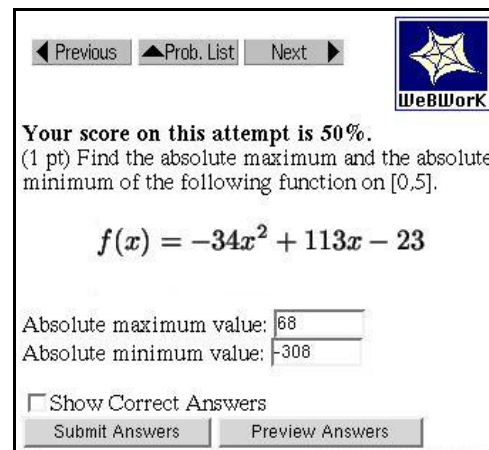 Previous Prob. List Next
WeBWorK
Your score on this attempt is 50%.
(1 pt) Find the absolute maximum and the absolute
minimum of the following function on [0,5].
f(x) = −34x² + 113x − 23
Absolute maximum value: 68
Absolute minimum value: -308
Show Correct Answers
Submit Answers Preview Answers